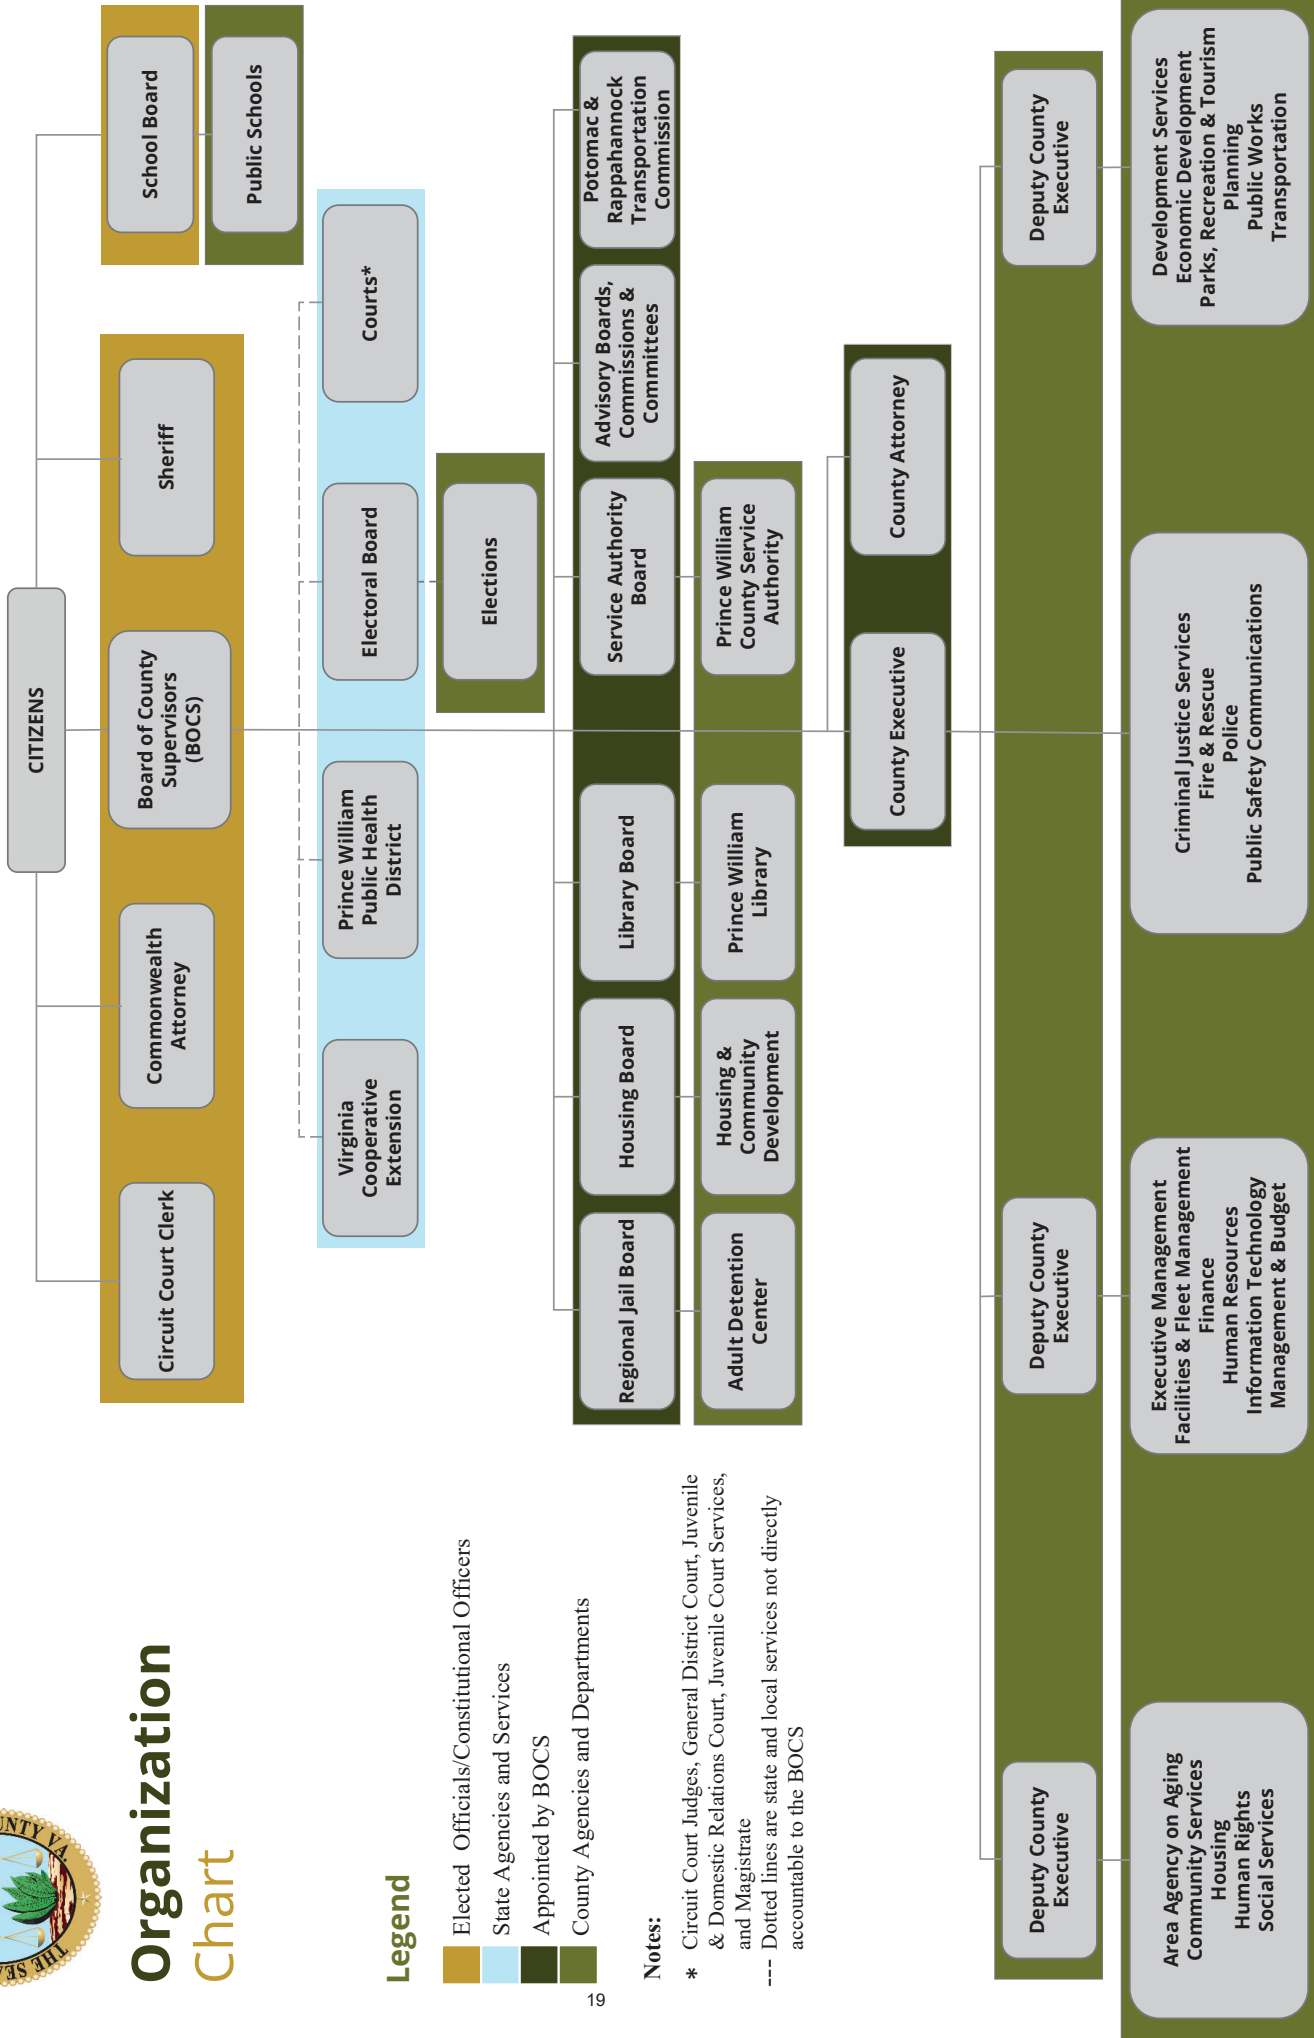 THE SEA
UNTY VA.
Organization
Chart
CITIZENS
Circuit Court Clerk
Commonwealth
Attorney
Board of County
Supervisors
(BOCS)
Sheriff
School Board
Public Schools
Virginia
Cooperative
Extension
Prince William
Public Health
District
Electoral Board
Courts*
Elections
Regional Jail Board
Housing Board
Library Board
Service Authority
Board
Advisory Boards,
Commissions &
Committees
Potomac &
Rappahannock
Transportation
Commission
Adult Detention
Center
Housing &
Community
Development
Prince William
Library
Prince William
County Service
Authority
County Executive
County Attorney
Deputy County
Executive
Deputy County
Executive
Deputy County
Executive
Area Agency on Aging
Community Services
Housing
Human Rights
Social Services
Executive Management
Facilities & Fleet Management
Finance
Human Resources
Information Technology
Management & Budget
Criminal Justice Services
Fire & Rescue
Police
Public Safety Communications
Development Services
Economic Development
Parks, Recreation & Tourism
Planning
Public Works
Transportation
Legend
Elected Officials/Constitutional Officers
State Agencies and Services
Appointed by BOCS
County Agencies and Departments
Notes:
* Circuit Court Judges, General District Court, Juvenile
& Domestic Relations Court, Juvenile Court Services,
and Magistrate
--- Dotted lines are state and local services not directly
accountable to the BOCS
19